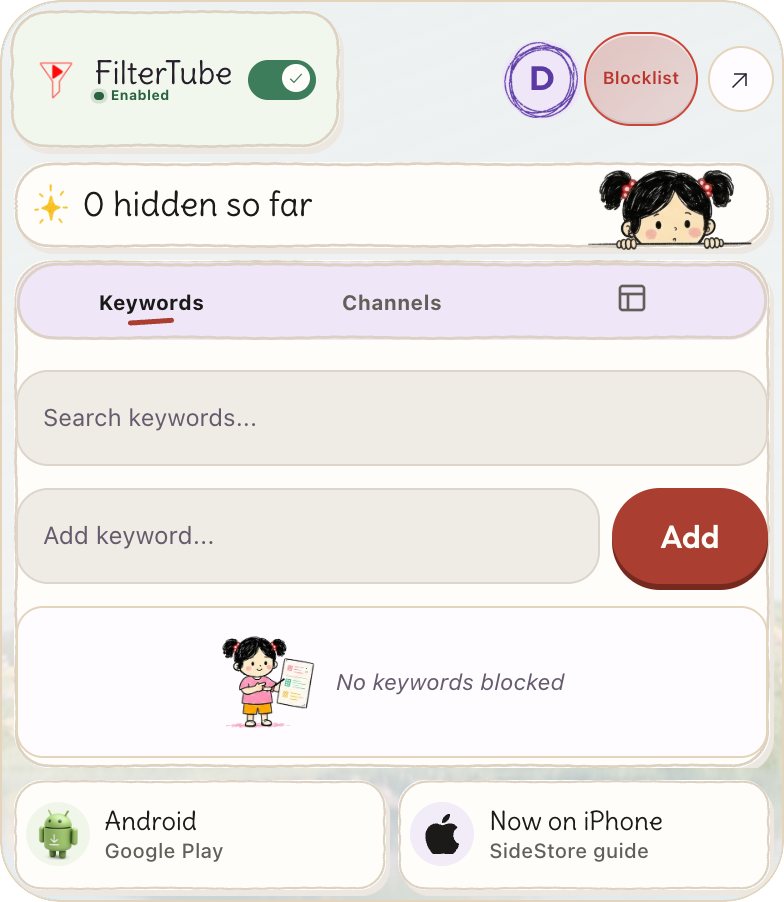 FilterTube
Enabled
D
Blocklist
0 hidden so far
Keywords
Channels
Search keywords...
Add keyword...
Add
No keywords blocked
Android
Google Play
Now on iPhone
SideStore guide